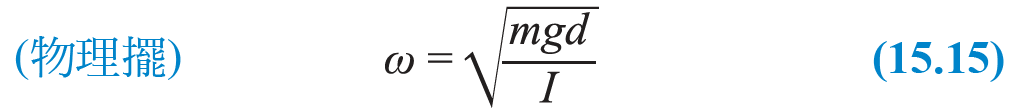 (物理擺) ω = √(mgd/I) (15.15)